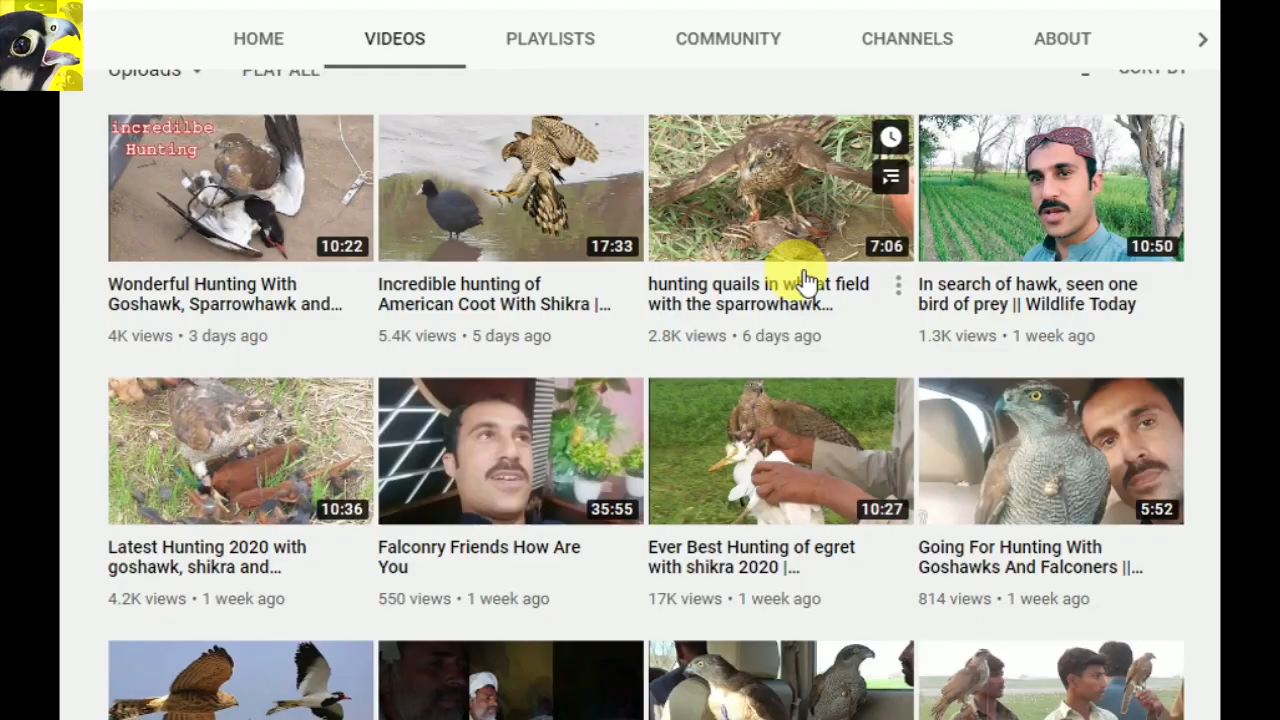 HOME VIDEOS PLAYLISTS COMMUNITY CHANNELS ABOUT
Uploads PLAY ALL SORT BY
incredilbe
Hunting
10:22
17:33
7:06
10:50
Wonderful Hunting With
Goshawk, Sparrowhawk and...
4K views • 3 days ago
Incredible hunting of
American Coot With Shikra |...
5.4K views • 5 days ago
hunting quails in field
with the sparrowhawk...
2.8K views • 6 days ago
In search of hawk, seen one
bird of prey || Wildlife Today
1.3K views • 1 week ago
10:36
35:55
10:27
5:52
Latest Hunting 2020 with
goshawk, shikra and...
4.2K views • 1 week ago
Falconry Friends How Are
You
550 views • 1 week ago
Ever Best Hunting of egret
with shikra 2020 |...
17K views • 1 week ago
Going For Hunting With
Goshawks And Falconers ||...
814 views • 1 week ago